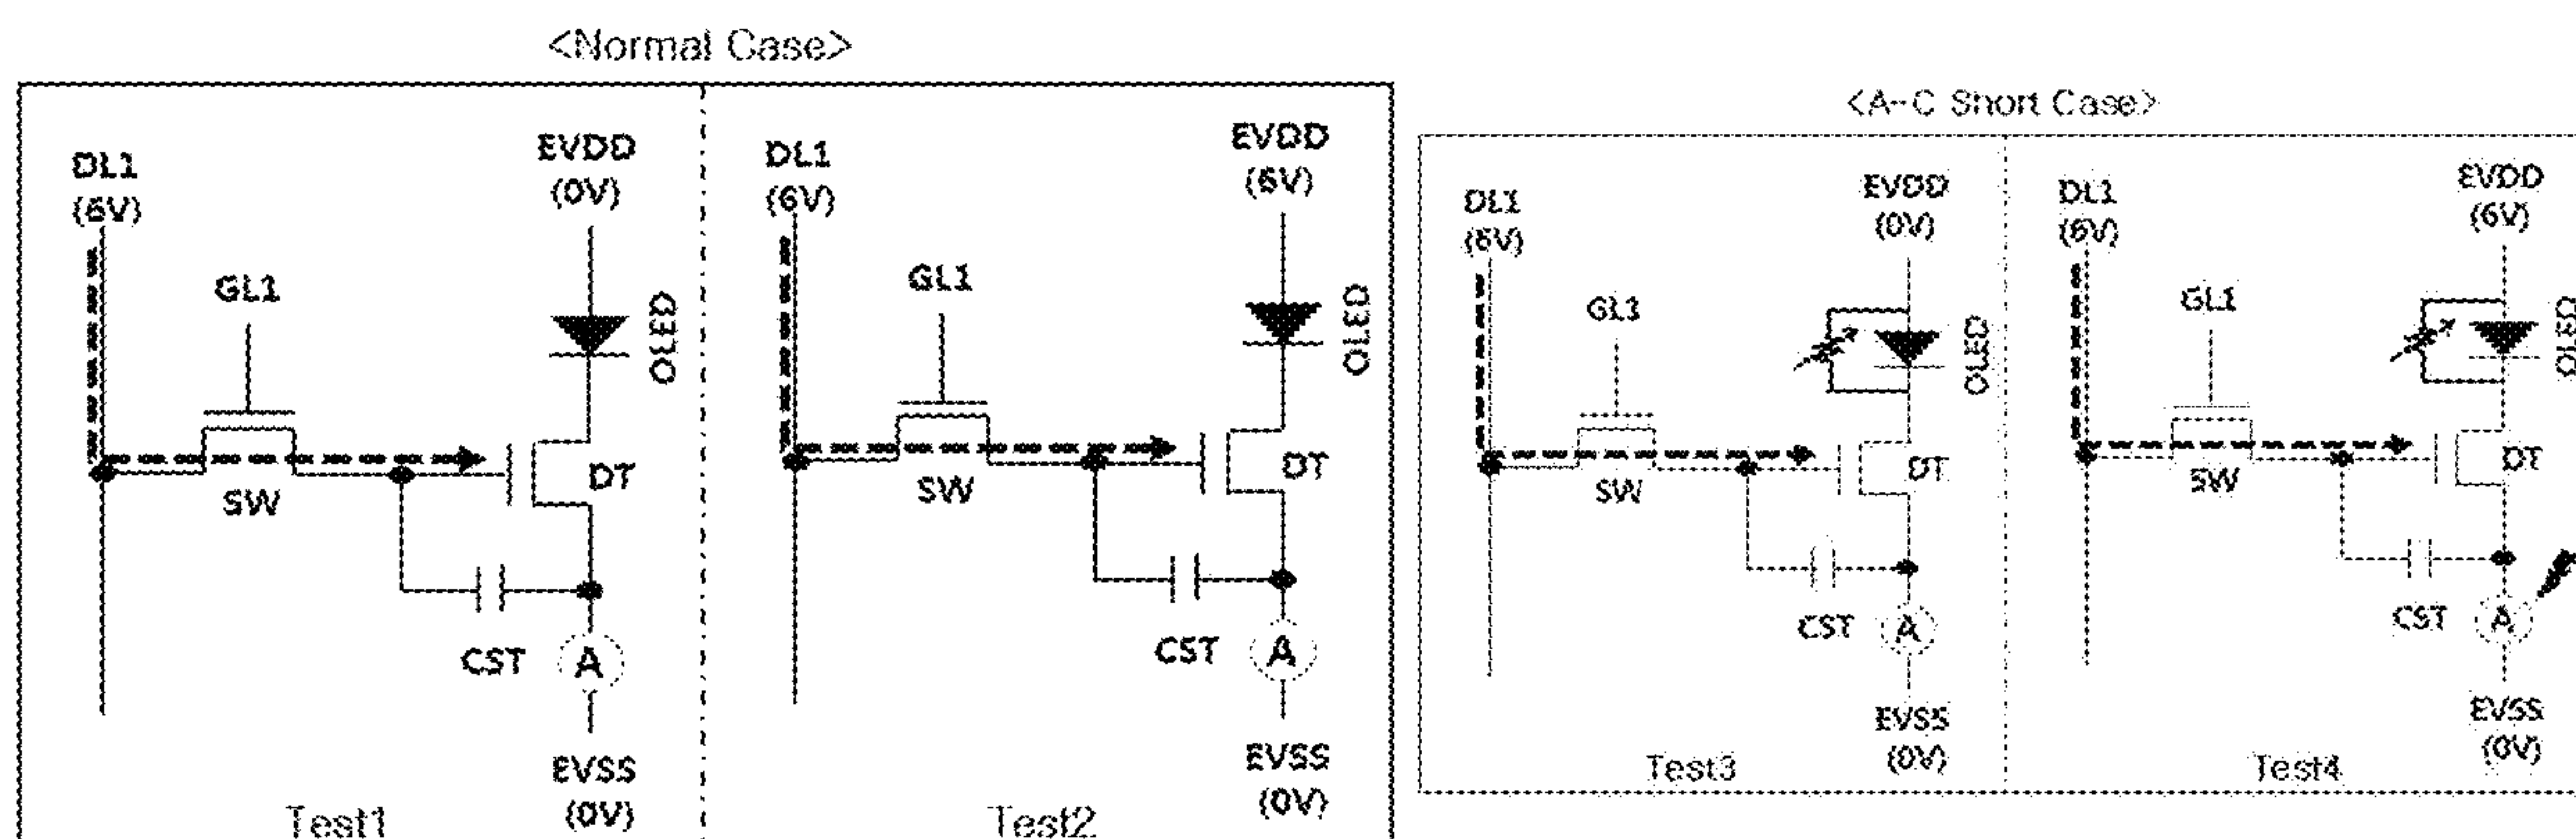 <Normal Case>
DL1
(6V)
EVDD
(0V)
GL1
OLED
SW
DT
CST
A
EVSS
(0V)
Test1
DL1
(6V)
EVDD
(6V)
GL1
OLED
SW
DT
CST
A
EVSS
(0V)
Test2
<A-C Short Case>
DL1
(6V)
EVDD
(0V)
GL1
OLED
SW
DT
CST
A
EVSS
(0V)
Test3
DL1
(6V)
EVDD
(6V)
GL1
OLED
SW
DT
CST
A
EVSS
(0V)
Test4